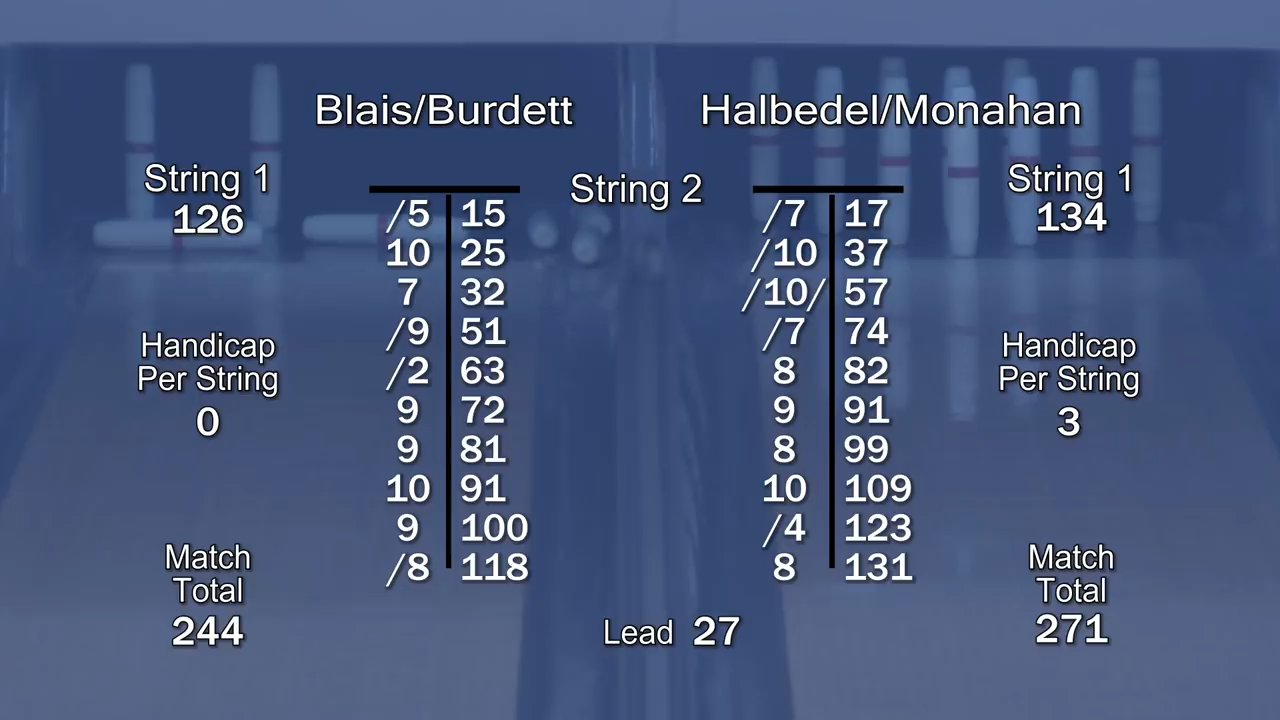 Blais/Burdett
Halbedel/Monahan
String 1
126
String 2
String 1
134
/5 15
10 25
7 32
/9 51
/2 63
9 72
9 81
10 91
9 100
/8 118
/7 17
/10 37
/10/ 57
/7 74
8 82
9 91
8 99
10 109
/4 123
8 131
Handicap
Per String
0
Handicap
Per String
3
Match
Total
244
Lead 27
Match
Total
271